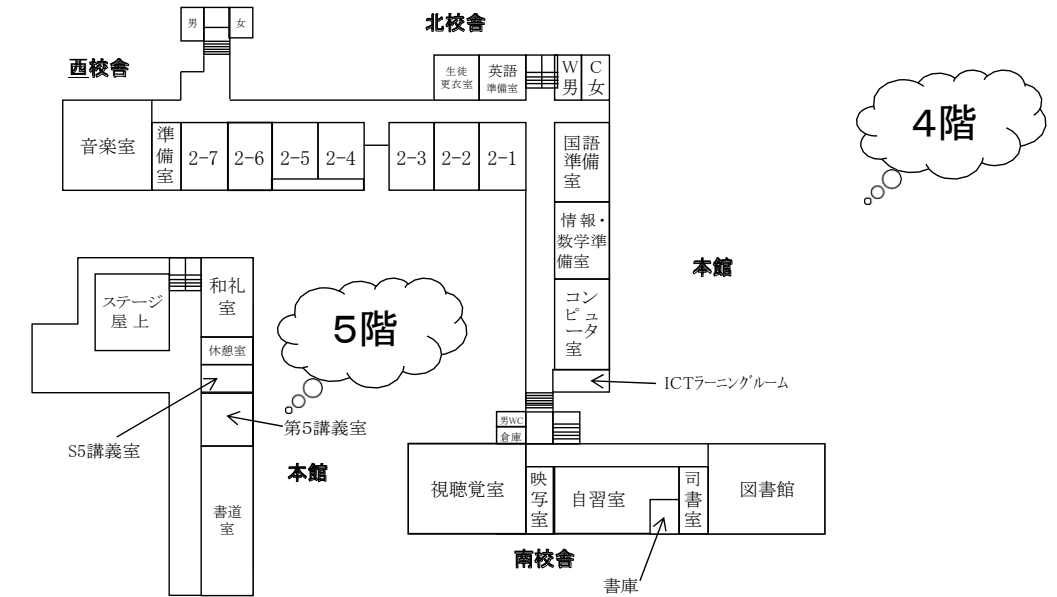 男
女
北校舎
西校舎
生徒
更衣室
英語
準備室
W
男
C
女
4階
音楽室
準
備
室
2-7
2-6
2-5
2-4
2-3
2-2
2-1
国語
準備
室
情報・
数学準
備室
本館
コン
ピュ
ータ
室
ICTラーニングルーム
ステージ
屋上
和礼
室
休憩室
5階
S5講義室
第5講義室
本館
書道
室
男WC
倉庫
視聴覚室
映
写
室
自習室
司
書
室
図書館
南校舎
書庫